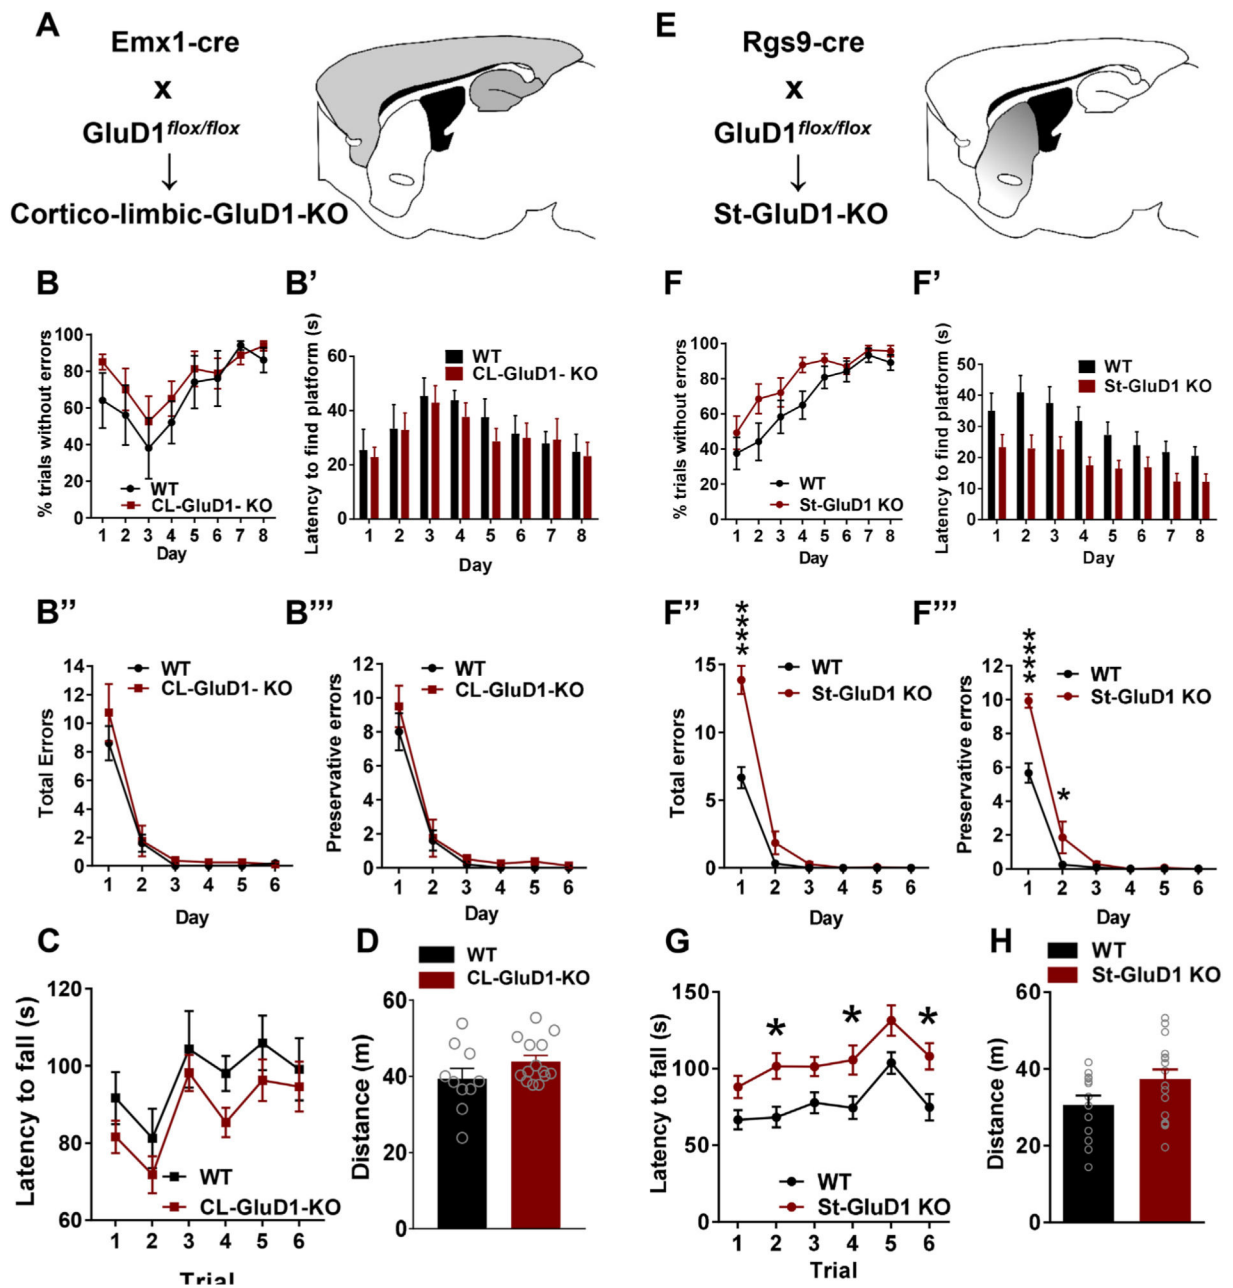 A
Emx1-cre
x
GluD1flox/flox
↓
Cortico-limbic-GluD1-KO
E
Rgs9-cre
x
GluD1flox/flox
↓
St-GluD1-KO
B
% trials without errors
100
80
60
40
20
0
WT
CL-GluD1- KO
1 2 3 4 5 6 7 8
Day
B’
Latency to find platform (s)
60
40
20
0
WT
CL-GluD1- KO
1 2 3 4 5 6 7 8
Day
F
% trials without errors
100
80
60
40
20
0
WT
St-GluD1 KO
1 2 3 4 5 6 7 8
Day
F’
Latency to find platform (s)
50
40
30
20
10
0
WT
St-GluD1 KO
1 2 3 4 5 6 7 8
Day
B’’
Total Errors
14
12
10
8
6
4
2
0
WT
CL-GluD1- KO
1 2 3 4 5 6
Day
B’’’
Preservative errors
12
10
8
6
4
2
0
WT
CL-GluD1-KO
1 2 3 4 5 6
Day
F’’
****
Total errors
15
10
5
0
WT
St-GluD1 KO
1 2 3 4 5 6
Day
F’’’
****
*
Preservative errors
12
10
8
6
4
2
0
WT
St-GluD1 KO
1 2 3 4 5 6
Day
C
Latency to fall (s)
120
100
80
60
WT
CL-GluD1-KO
1 2 3 4 5 6
Trial
D
WT
CL-GluD1-KO
Distance (m)
60
40
20
0
G
Latency to fall (s)
150
100
50
0
* * *
WT
St-GluD1 KO
1 2 3 4 5 6
Trial
H
WT
St-GluD1 KO
Distance (m)
60
40
20
0